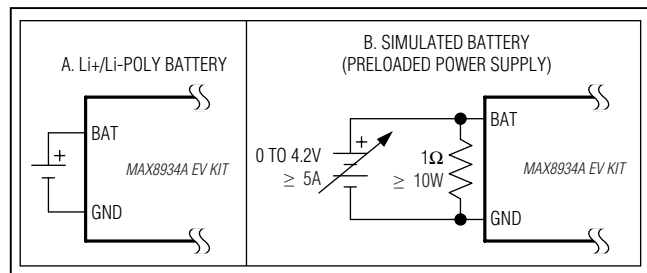 A. Li+/Li-POLY BATTERY
BAT
+
MAX8934A EV KIT
GND
B. SIMULATED BATTERY
(PRELOADED POWER SUPPLY)
BAT
+
0 TO 4.2V
≥ 5A
1Ω
≥ 10W
MAX8934A EV KIT
GND